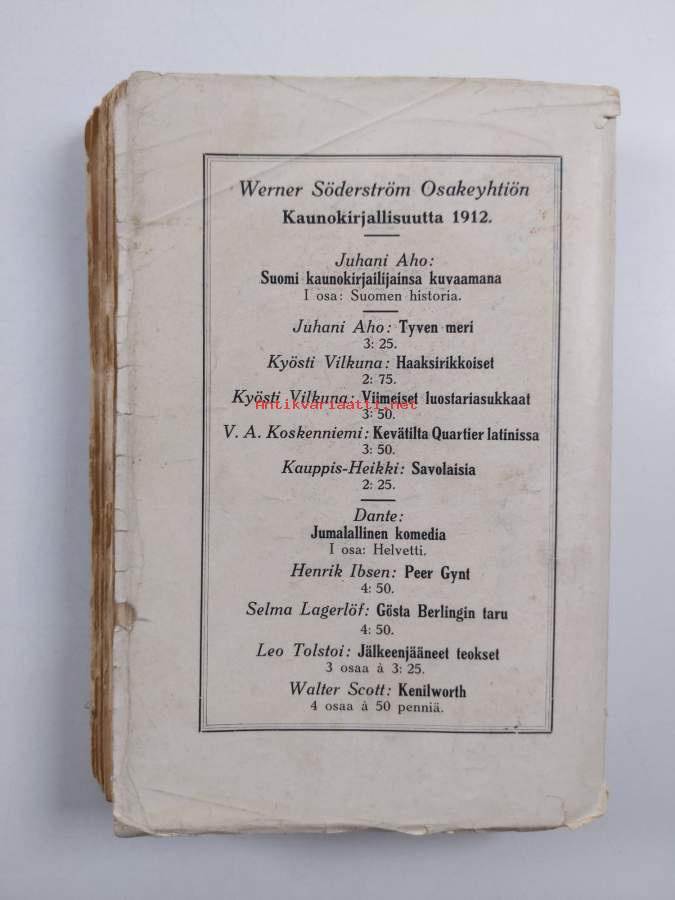 Werner Söderström Osakeyhtiön
Kaunokirjallisuutta 1912.
Juhani Aho:
Suomi kaunokirjailijainsa kuvaamana
I osa: Suomen historia.
Juhani Aho: Tyven meri
3: 25.
Kyösti Vilkuna: Haaksirikkoiset
2: 75.
Kyösti Vilkuna: Viimeiset luostariasukkaat
Antikvariaatti.net
3: 50.
V. A. Koskenniemi: Kevätilta Quartier latinissa
3: 50.
Kauppis-Heikki: Savolaisia
2: 25.
Dante:
Jumalallinen komedia
I osa: Helvetti.
Henrik Ibsen: Peer Gynt
4: 50.
Selma Lagerlöf: Gösta Berlingin taru
4: 50.
Leo Tolstoi: Jälkeenjääneet teokset
3 osaa à 3: 25.
Walter Scott: Kenilworth
4 osaa à 50 penniä.